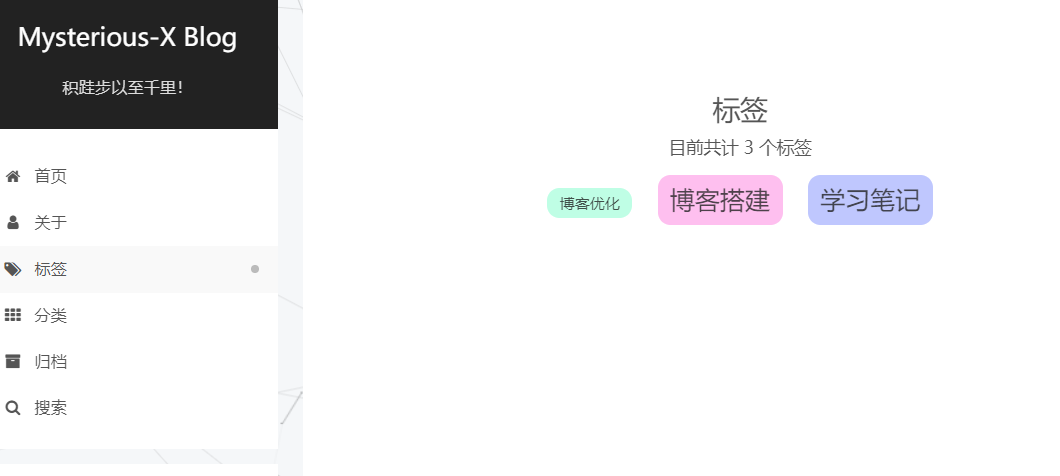 Mysterious-X Blog
积跬步以至千里！
首页
关于
标签
分类
归档
搜索
标签
目前共计 3 个标签
博客优化 博客搭建 学习笔记